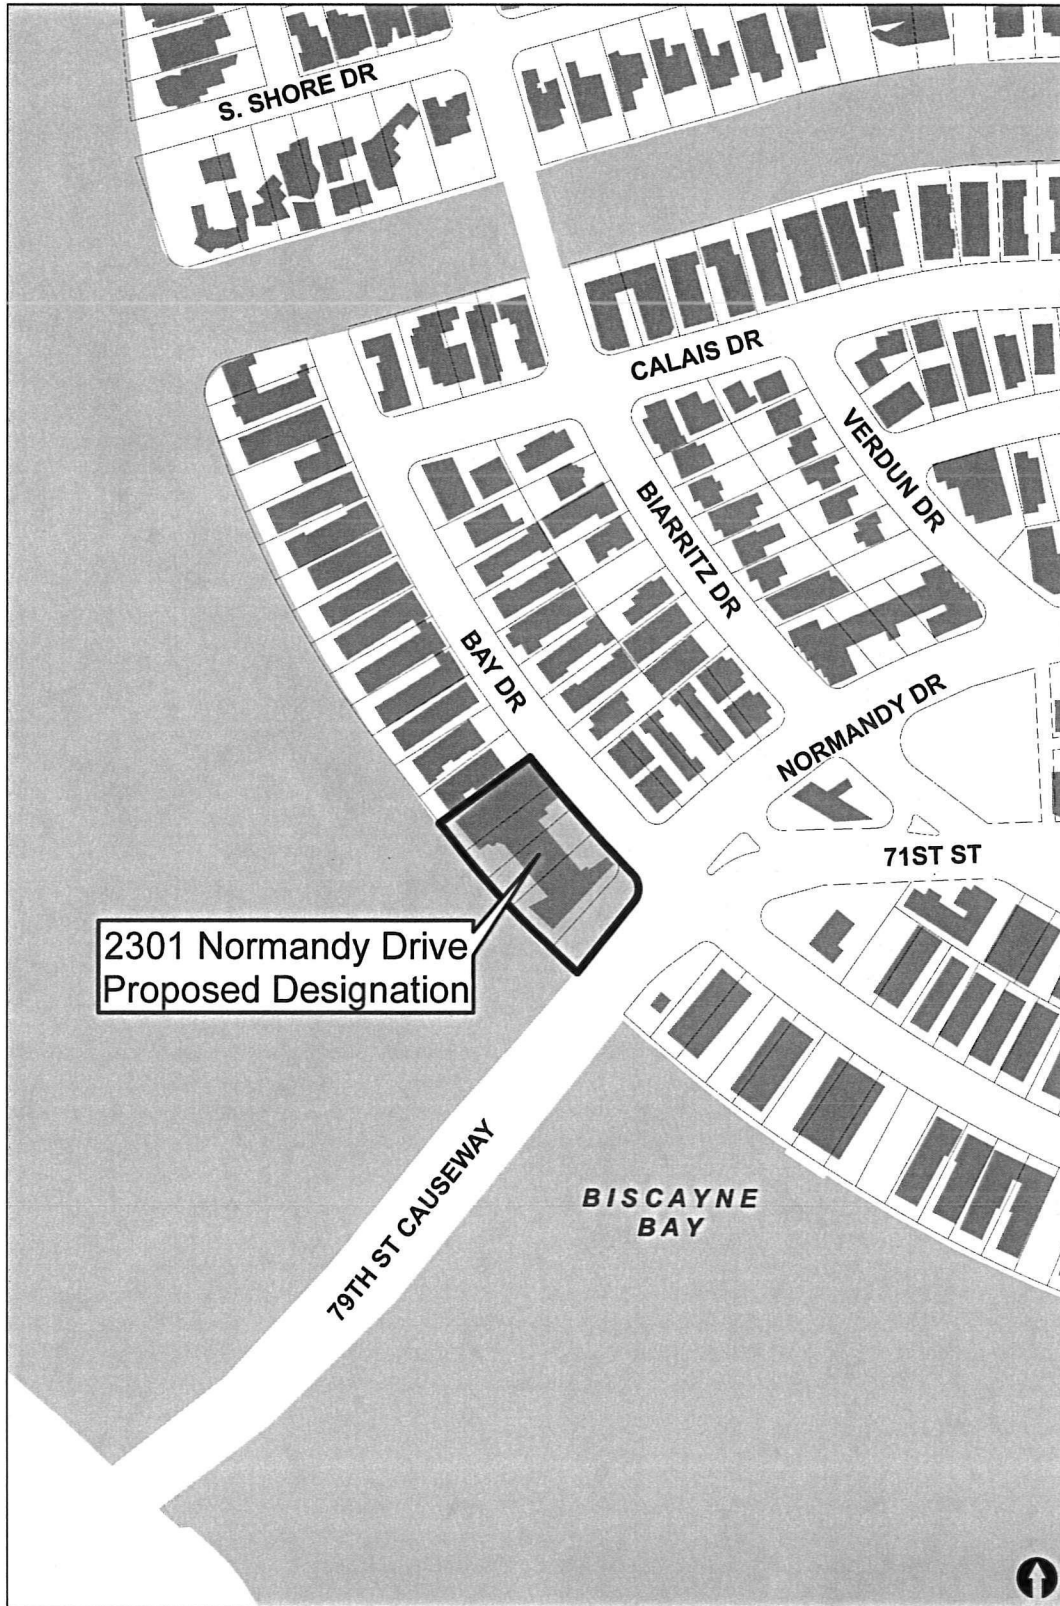 S. SHORE DR
CALAIS DR
VERDUN DR
BIARRITZ DR
BAY DR
NORMANDY DR
71ST ST
2301 Normandy Drive
Proposed Designation
79TH ST CAUSEWAY
BISCAYNE
BAY